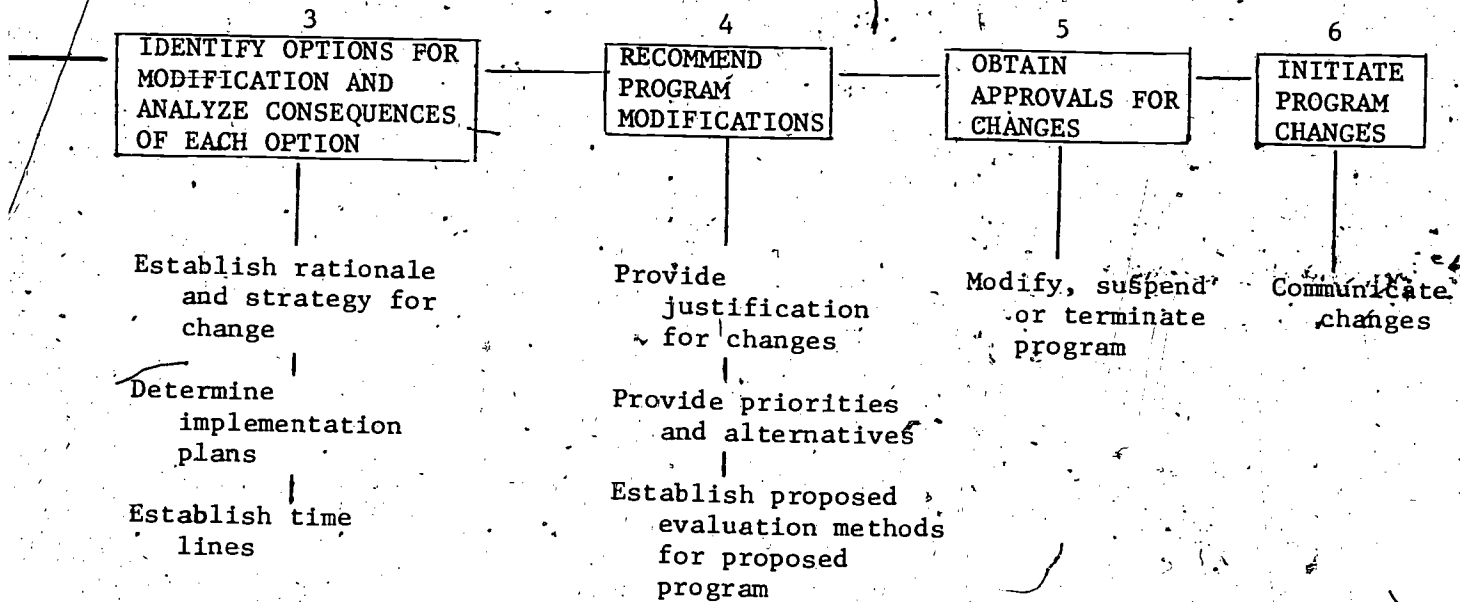 3
IDENTIFY OPTIONS FOR
MODIFICATION AND
ANALYZE CONSEQUENCES
OF EACH OPTION
Establish rationale
and strategy for
change
Determine
implementation
plans
Establish time
lines
4
RECOMMEND
PROGRAM
MODIFICATIONS
Provide
justification
for changes
Provide priorities
and alternatives
Establish proposed
evaluation methods
for proposed
program
5
OBTAIN
APPROVALS FOR
CHANGES
Modify, suspend
or terminate
program
6
INITIATE
PROGRAM
CHANGES
Communicate
changes